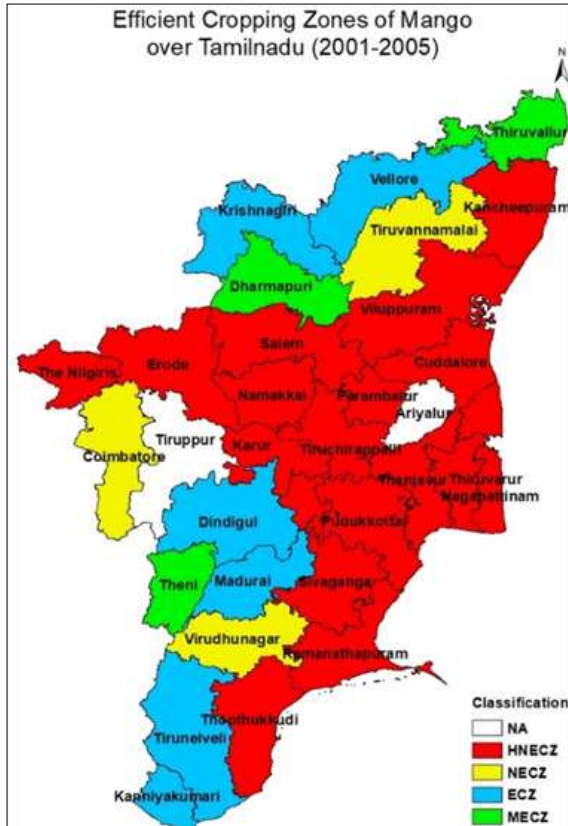 Efficient Cropping Zones of Mango
over Tamilnadu (2001-2005)
N
Thiruvallur
Vellore
Kancheepuram
Krishnagiri
Tiruvannamalai
Dharmapuri
Viluppuram
Salem
Cuddalore
The Nilgiris
Erode
Namakkal
Parambalur
Ariyalur
Tiruppur
Karur
Tiruchirappalli
Coimbatore
Thanjavur
Thiruvarur
Nagapattinam
Dindigul
Pudukkottai
Theni
Madurai
Sivaganga
Virudhunagar
Ramanathapuram
Thoothukkudi
Tirunelveli
Kanniyakumari
Classification
NA
HNECZ
NECZ
ECZ
MECZ